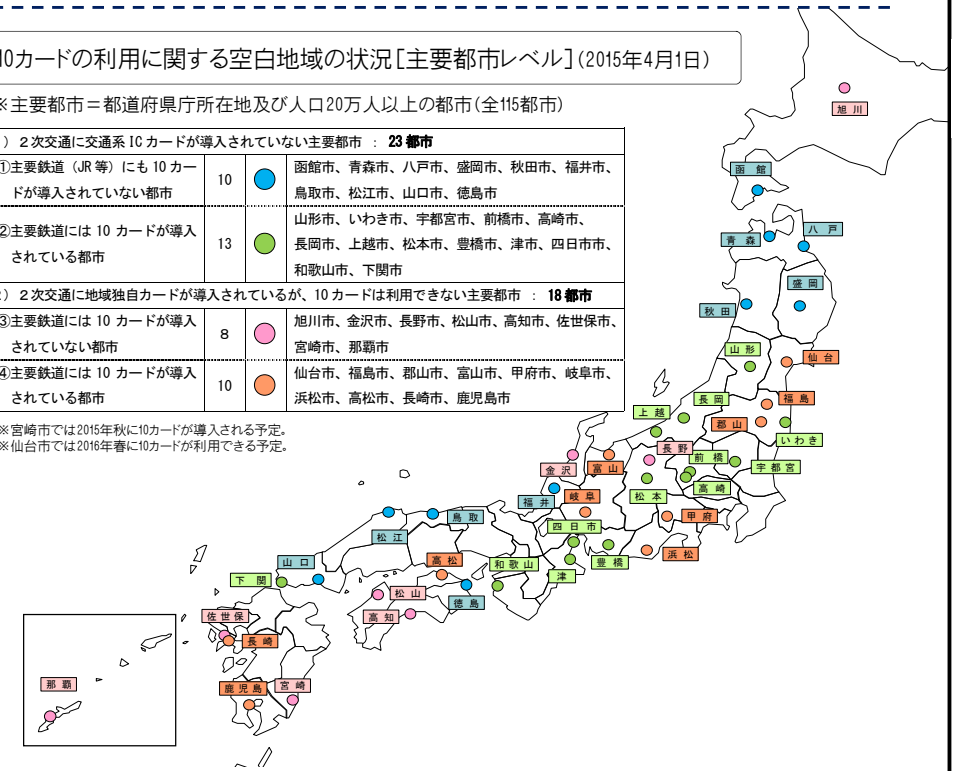 10カードの利用に関する空白地域の状況[主要都市レベル](2015年4月1日)
※主要都市=都道府県庁所在地及び人口20万人以上の都市(全115都市)
) 2次交通に交通系ICカードが導入されていない主要都市 : 23都市
①主要鉄道(JR等)にも10カー
ドが導入されていない都市
10
函館市、青森市、八戸市、盛岡市、秋田市、福井市、
鳥取市、松江市、山口市、徳島市
②主要鉄道には10カードが導入
されている都市
13
山形市、いわき市、宇都宮市、前橋市、高崎市、
長岡市、上越市、松本市、豊橋市、津市、四日市市、
和歌山市、下関市
) 2次交通に地域独自カードが導入されているが、10カードは利用できない主要都市 : 18都市
③主要鉄道には10カードが導入
されていない都市
8
旭川市、金沢市、長野市、松山市、高知市、佐世保市、
宮崎市、那覇市
④主要鉄道には10カードが導入
されている都市
10
仙台市、福島市、郡山市、富山市、甲府市、岐阜市、
浜松市、高松市、長崎市、鹿児島市
※宮崎市では2015年秋に10カードが導入される予定。
※仙台市では2016年春に10カードが利用できる予定。
旭川
函館
青森
八戸
盛岡
秋田
山形
仙台
長岡
福島
上越
郡山
いわき
長野
前橋
宇都宮
金沢
富山
高崎
福井
岐阜
松本
甲府
鳥取
四日市
松江
浜松
豊橋
山口
高松
和歌山
津
下関
松山
徳島
佐世保
高知
長崎
那覇
鹿児島
宮崎